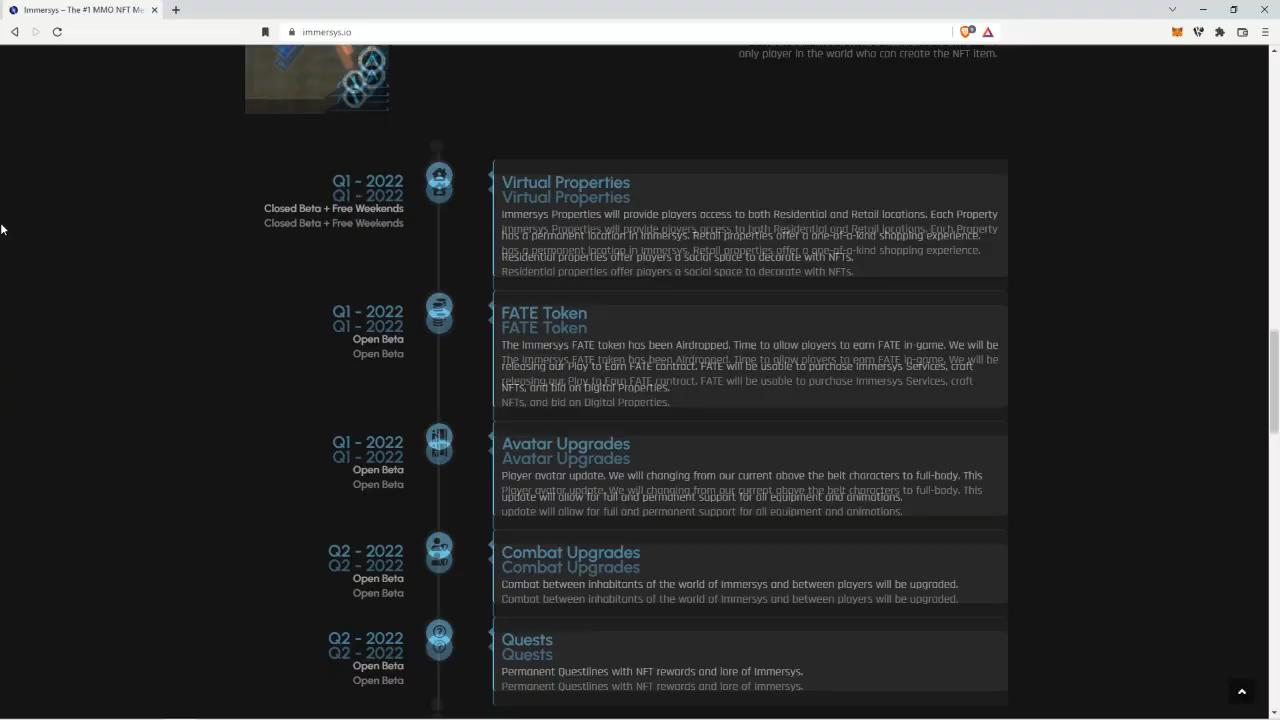 Immersys – The #1 MMO NFT Me
immersys.io
only player in the world who can create the NFT item.
Q1 - 2022
Closed Beta + Free Weekends
Virtual Properties
Immersys Properties will provide players access to both Residential and Retail locations. Each Property
has a permanent location in Immersys. Retail properties offer a one-of-a-kind shopping experience.
Residential properties offer players a social space to decorate with NFTs.
Q1 - 2022
Open Beta
FATE Token
The Immersys FATE token has been Airdropped. Time to allow players to earn FATE in-game. We will be
releasing our Play to Earn FATE contract. FATE will be usable to purchase Immersys Services, craft
NFTs, and bid on Digital Properties.
Q1 - 2022
Open Beta
Avatar Upgrades
Player avatar update. We will changing from our current above the belt characters to full-body. This
update will allow for full and permanent support for all equipment and animations.
Q2 - 2022
Open Beta
Combat Upgrades
Combat between inhabitants of the world of Immersys and between players will be upgraded.
Q2 - 2022
Open Beta
Quests
Permanent Questlines with NFT rewards and lore of Immersys.